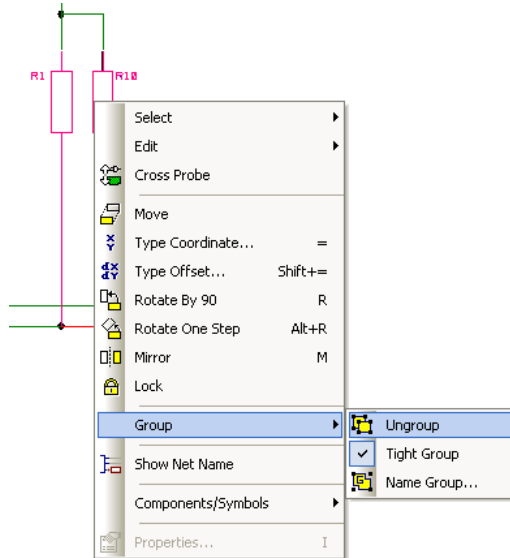 R1
R10
Select
Edit
Cross Probe
Move
Type Coordinate... =
Type Offset... Shift+=
Rotate By 90 R
Rotate One Step Alt+R
Mirror M
Lock
Group
Ungroup
Tight Group
Show Net Name
Name Group...
Components/Symbols
Properties... I